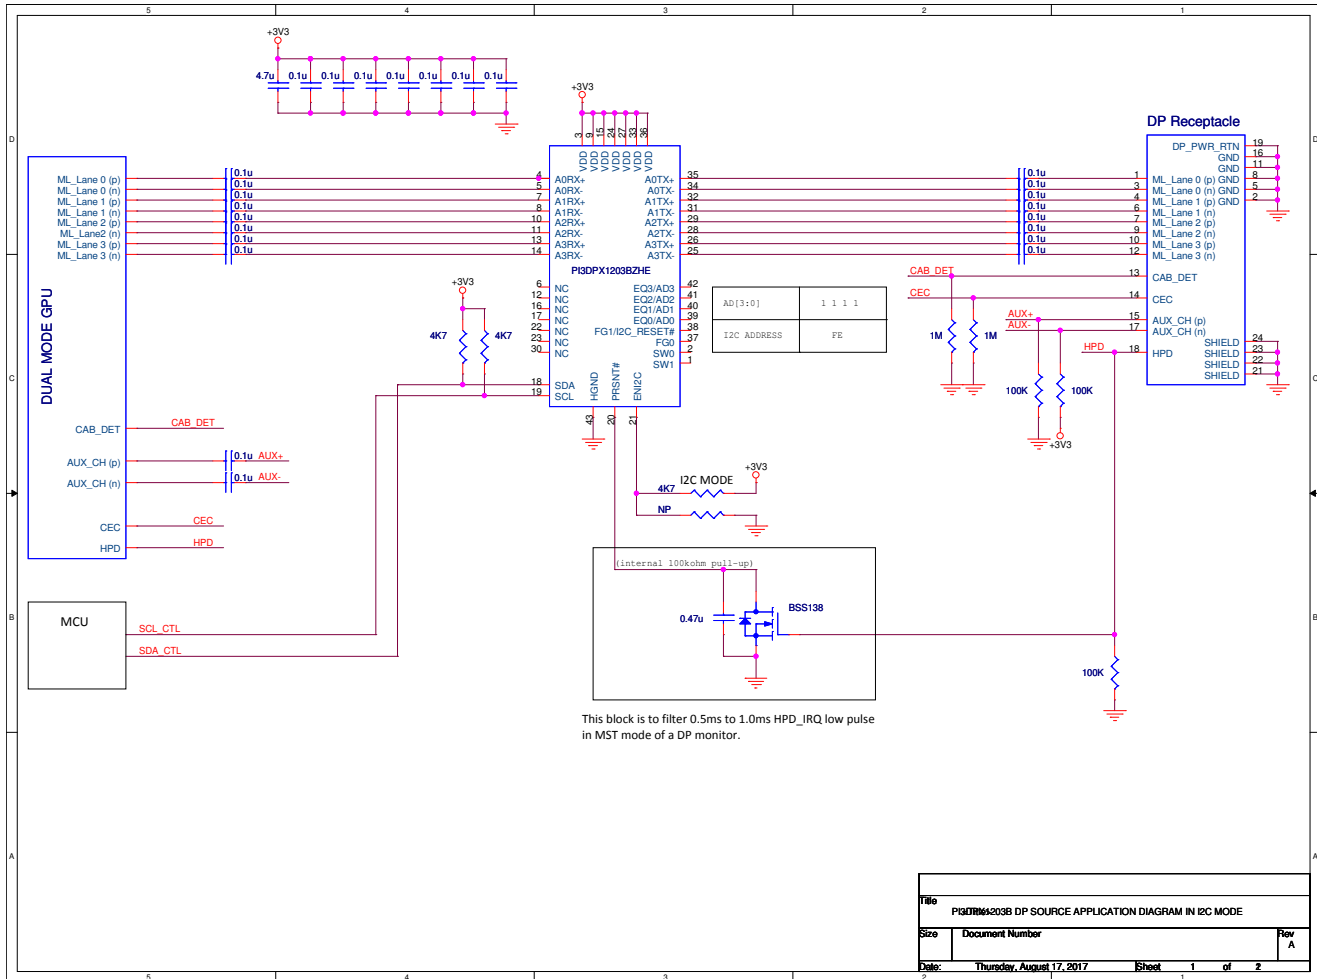 5 4 3 2 1
+3V3
4.7u 0.1u 0.1u 0.1u 0.1u 0.1u 0.1u 0.1u
+3V3
3 9 15 24 27 33 36
VDD VDD VDD VDD VDD VDD VDD
D D
DUAL MODE GPU
ML_Lane 0 (p) 0.1u 4 A0RX+
ML_Lane 0 (n) 0.1u 5 A0RX-
ML_Lane 1 (p) 0.1u 7 A1RX+
ML_Lane 1 (n) 0.1u 8 A1RX-
ML_Lane 2 (p) 0.1u 10 A2RX+
ML_Lane2 (n) 0.1u 11 A2RX-
ML_Lane 3 (p) 0.1u 13 A3RX+
ML_Lane 3 (n) 0.1u 14 A3RX-
A0TX+ 35 0.1u
A0TX- 34 0.1u
A1TX+ 32 0.1u
A1TX- 31 0.1u
A2TX+ 29 0.1u
A2TX- 28 0.1u
A3TX+ 26 0.1u
A3TX- 25 0.1u
PI3DPX1203BZHE
6 NC
12 NC
16 NC
17 NC
22 NC
23 NC
30 NC
18 SDA
19 SCL
EQ3/AD3 42
EQ2/AD2 41
EQ1/AD1 40
EQ0/AD0 39
FG1/I2C_RESET# 38
FG0 37
SW0 2
SW1 1
HGND PRSNT# ENI2C
43 20 21
AD[3:0] 1 1 1 1
I2C ADDRESS FE
DP Receptacle
DP_PWR_RTN 19
GND 16
GND 11
1 ML_Lane 0 (p) GND 8
3 ML_Lane 0 (n) GND 5
4 ML_Lane 1 (p) GND 2
6 ML_Lane 1 (n)
7 ML_Lane 2 (p)
9 ML_Lane 2 (n)
10 ML_Lane 3 (p)
12 ML_Lane 3 (n)
CAB_DET 13 CAB_DET
CEC 14 CEC
AUX+ 15 AUX_CH (p)
AUX- 17 AUX_CH (n)
HPD 18 HPD
SHIELD 24
SHIELD 23
SHIELD 22
SHIELD 21
1M 1M
100K 100K
+3V3
+3V3
4K7 4K7
C C
CAB_DET CAB_DET
AUX_CH (p) 0.1u AUX+
AUX_CH (n) 0.1u AUX-
CEC CEC
HPD HPD
I2C MODE +3V3
4K7
NP
(internal 100kohm pull-up)
0.47u BSS138
B B
MCU
SCL_CTL
SDA_CTL
100K
This block is to filter 0.5ms to 1.0ms HPD_IRQ low pulse
in MST mode of a DP monitor.
A A
Title
DP SOURCE APPLICATION DIAGRAM IN I2C MODE
Size Document Number Rev
A
Date: Thursday, August 17, 2017 Sheet 1 of 2
5 4 3 2 1